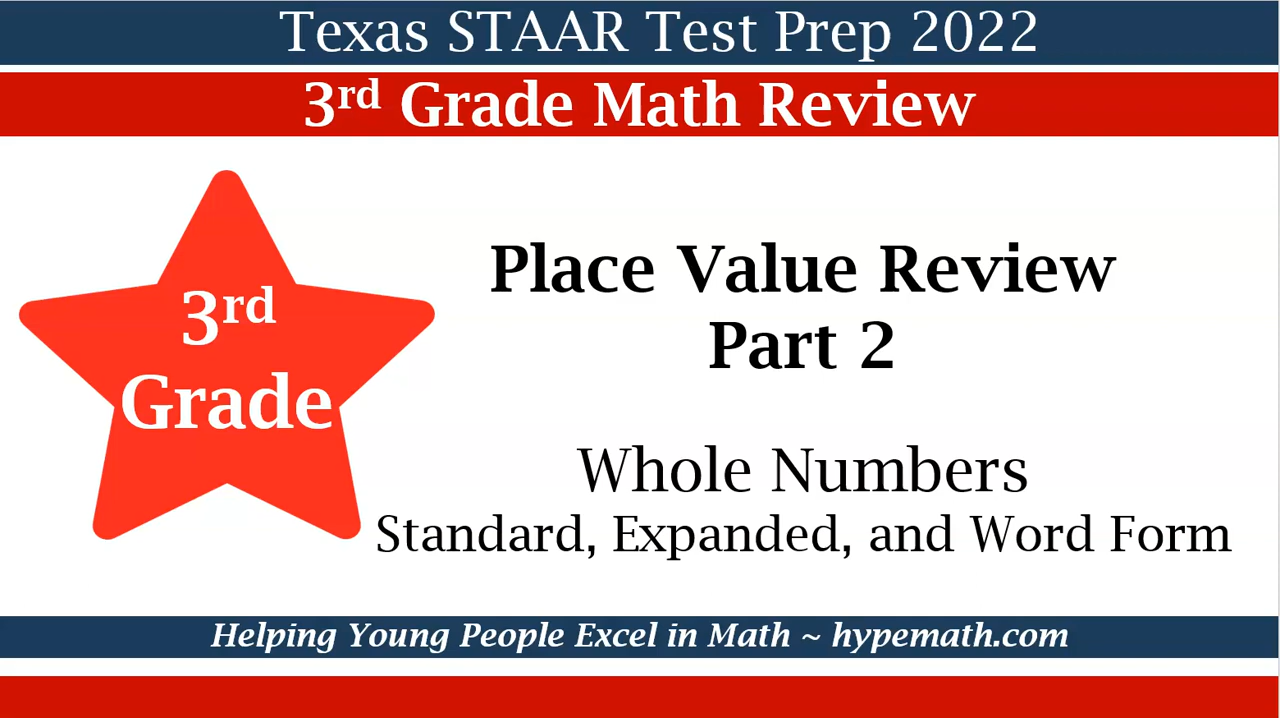 Texas STAAR Test Prep 2022
3rd Grade Math Review
3rd
Grade
Place Value Review
Part 2
Whole Numbers
Standard, Expanded, and Word Form
Helping Young People Excel in Math ~ hypemath.com